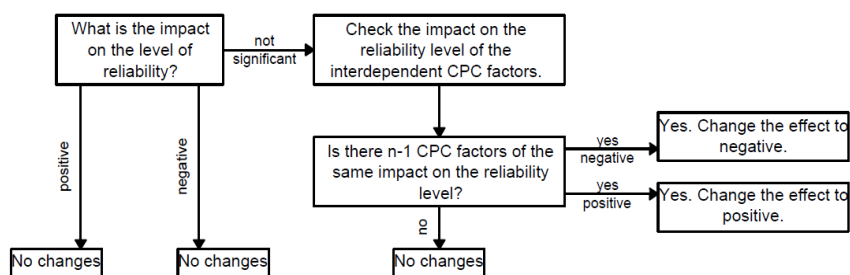 What is the impact
on the level of
reliability?
not
significant
Check the impact on the
reliability level of the
interdependent CPC factors.
positive
negative
Is there n-1 CPC factors of the
same impact on the reliability
level?
yes
negative
Yes. Change the effect to
negative.
yes
positive
Yes. Change the effect to
positive.
no
No changes
No changes
No changes